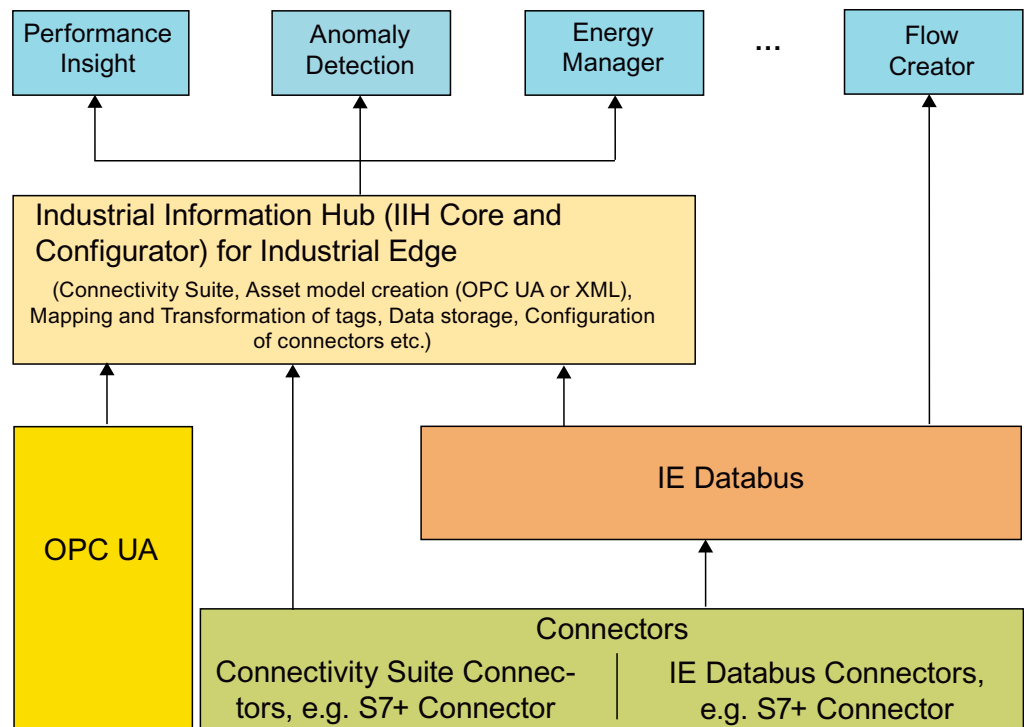 Performance
Insight
Anomaly
Detection
Energy
Manager
...
Flow
Creator
Industrial Information Hub (IIH Core and
Configurator) for Industrial Edge
(Connectivity Suite, Asset model creation (OPC UA or XML),
Mapping and Transformation of tags, Data storage, Configuration
of connectors etc.)
OPC UA
IE Databus
Connectors
Connectivity Suite Connec-
tors, e.g. S7+ Connector
IE Databus Connectors,
e.g. S7+ Connector